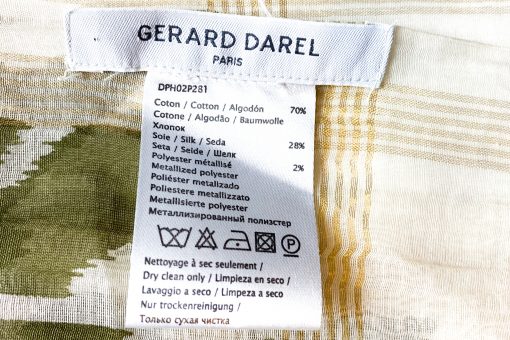 GERARD DAREL
PARIS
DPH02P281
Coton / Cotton / Algodón 70%
Cotone / Algodão / Baumwolle
Хлопок
Soie / Silk / Seda 28%
Seta / Seide / Шелк
Polyester métallisé 2%
Metallized polyester
Poliéster metalizado
Poliestere metallizzato
Metallisierte polyester
Металлизированный полиэстер
P
Nettoyage à sec seulement /
Dry clean only / Limpieza en seco /
Lavaggio a secco / Limpeza a seco
Nur trockenreinigung /
Только сухая чистка